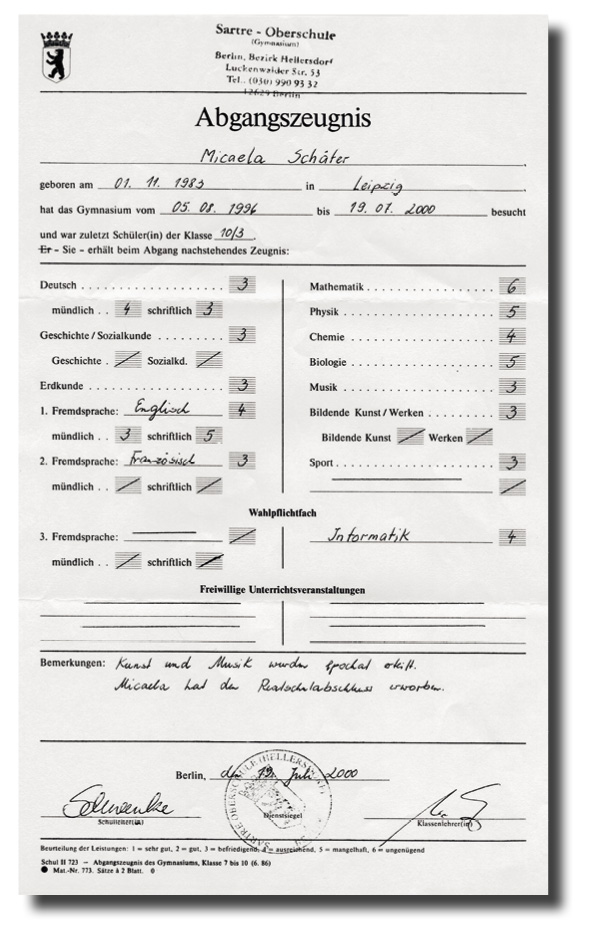 Sartre - Oberschule
(Gymnasium)
Berlin, Bezirk Hellersdorf
Luckenwalder Str. 53
Tel.. (030) 990 93 32
12629 Berlin
Abgangszeugnis
Micaela Schäfer
geboren am 01. 11. 1983 in Leipzig
hat das Gymnasium vom 05. 08. 1996 bis 19. 07. 2000 besucht
und war zuletzt Schüler(in) der Klasse 10/3.
Er - Sie - erhält beim Abgang nachstehendes Zeugnis:
Deutsch 3
mündlich . . 4 schriftlich 3
Geschichte / Sozialkunde 3
Geschichte . Sozialkd.
Erdkunde 3
1. Fremdsprache: Englisch 4
mündlich . . 3 schriftlich 5
2. Fremdsprache: Französisch 3
mündlich . . schriftlich
Mathematik 6
Physik 5
Chemie 4
Biologie 5
Musik 3
Bildende Kunst / Werken 3
Bildende Kunst Werken
Sport 3
Wahlpflichtfach
3. Fremdsprache:
mündlich . . schriftlich
Informatik 4
Freiwillige Unterrichtsveranstaltungen
Bemerkungen: Kunst und Musik wurden epochal erteilt.
Micaela hat den Realschulabschluss erworben.
Berlin, den 19. Juli 2000
SARTRE OBERSCHULE (HELLERSDORF)
Dienstsiegel
Schwenke
Schulleiter(in)
Klassenlehrer(in)
Beurteilung der Leistungen: 1 = sehr gut, 2 = gut, 3 = befriedigend, 4 = ausreichend, 5 = mangelhaft, 6 = ungenügend
Schul II 723 — Abgangszeugnis des Gymnasiums, Klasse 7 bis 10 (6. 86)
● Mat.-Nr. 773. Sätze à 2 Blatt. 0